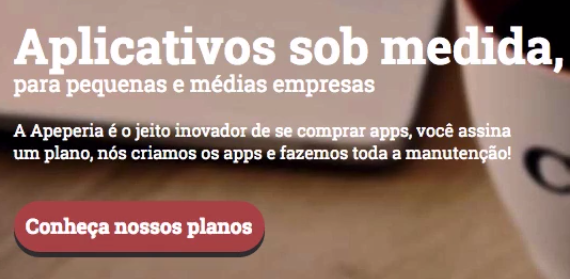 Aplicativos sob medida,
para pequenas e médias empresas
A Apeperia é o jeito inovador de se comprar apps, você assina
um plano, nós criamos os apps e fazemos toda a manutenção!
Conheça nossos planos